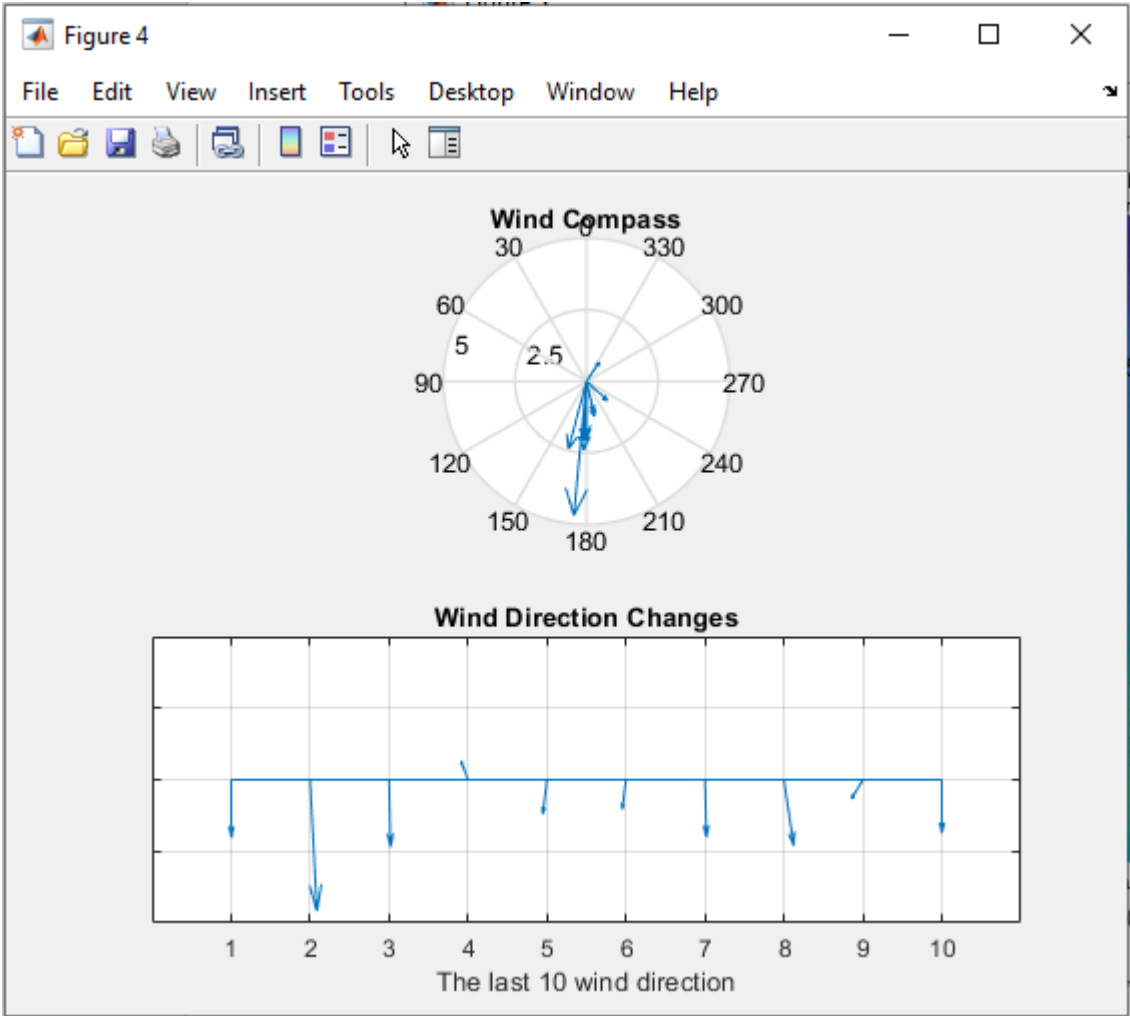 Figure 4
File Edit View Insert Tools Desktop Window Help
Wind Compass
0
30 330
60 300
5 2.5
90 270
120 240
150 210
180
Wind Direction Changes
1 2 3 4 5 6 7 8 9 10
The last 10 wind direction